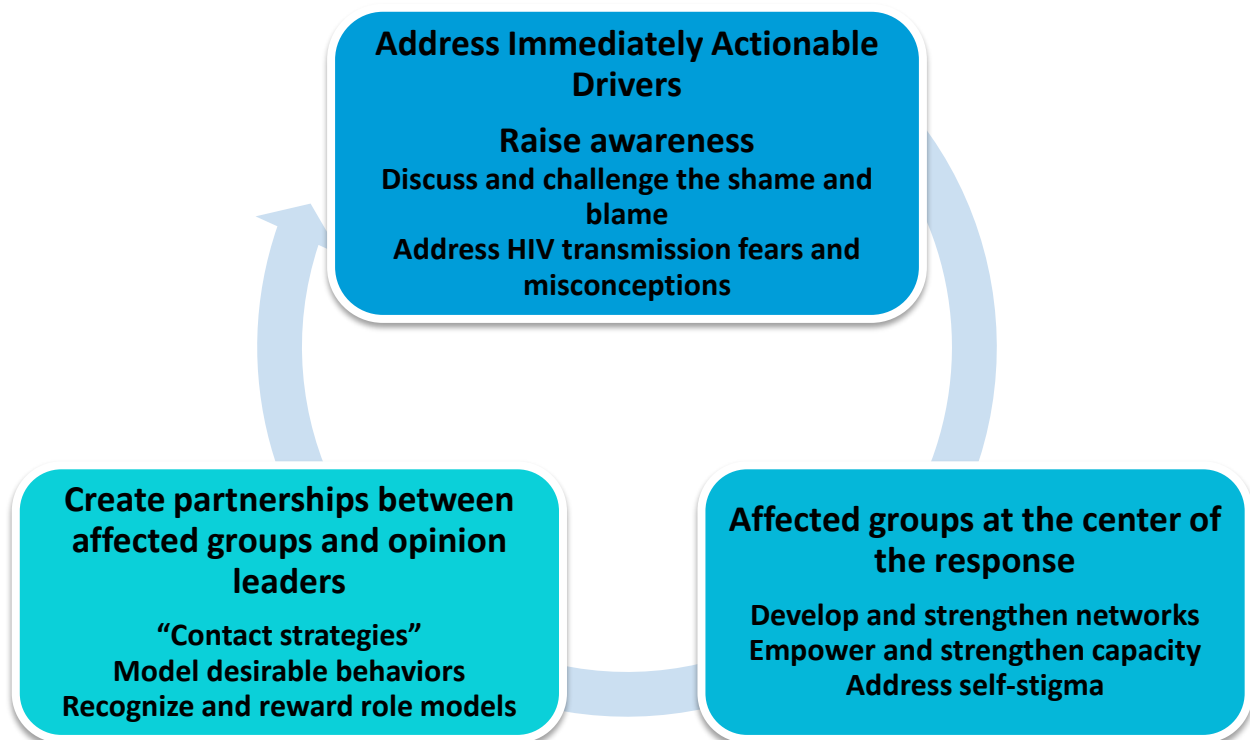 Address Immediately Actionable
Drivers
Raise awareness
Discuss and challenge the shame and
blame
Address HIV transmission fears and
misconceptions
Create partnerships between
affected groups and opinion
leaders
“Contact strategies”
Model desirable behaviors
Recognize and reward role models
Affected groups at the center of
the response
Develop and strengthen networks
Empower and strengthen capacity
Address self-stigma